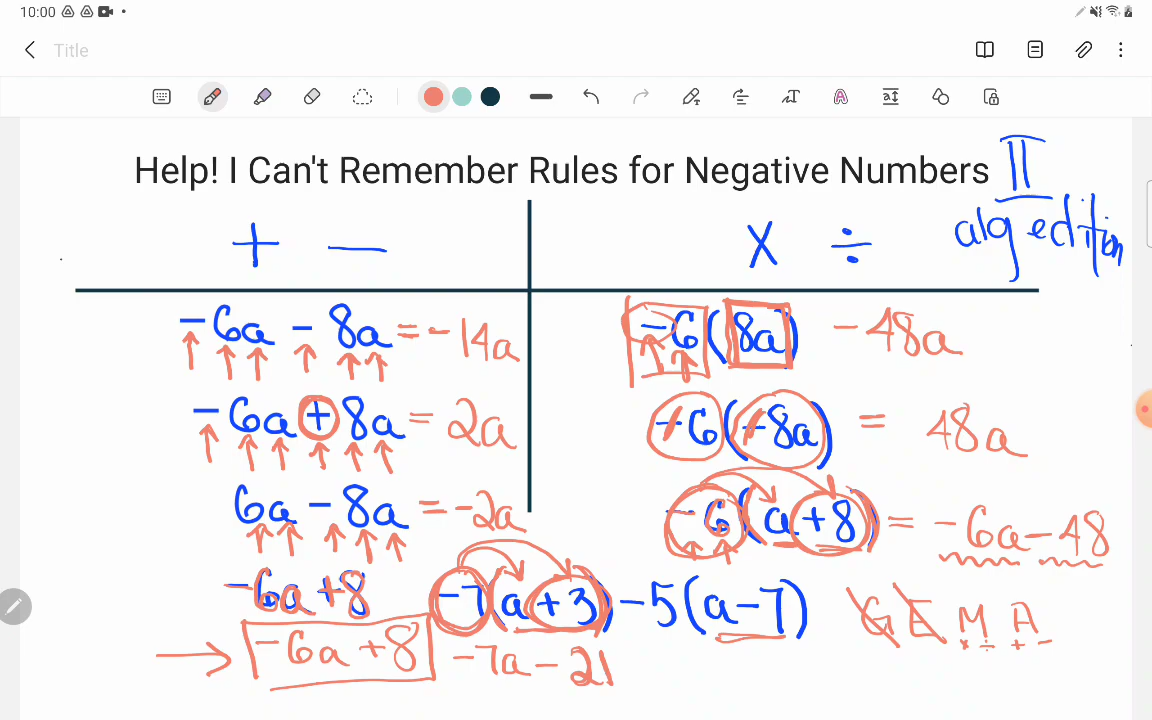 10:00
Title
Help! I Can't Remember Rules for Negative Numbers II
alg edition
+ − X ÷
-6a - 8a = -14a
-6(8a) -48a
-6a + 8a = 2a
-6(-8a) = 48a
6a - 8a = -2a
-6(a+8) = -6a-48
-6a+8 -7(a+3)-5(a-7) G E M A
× ÷ + −
→ -6a+8 -7a-21